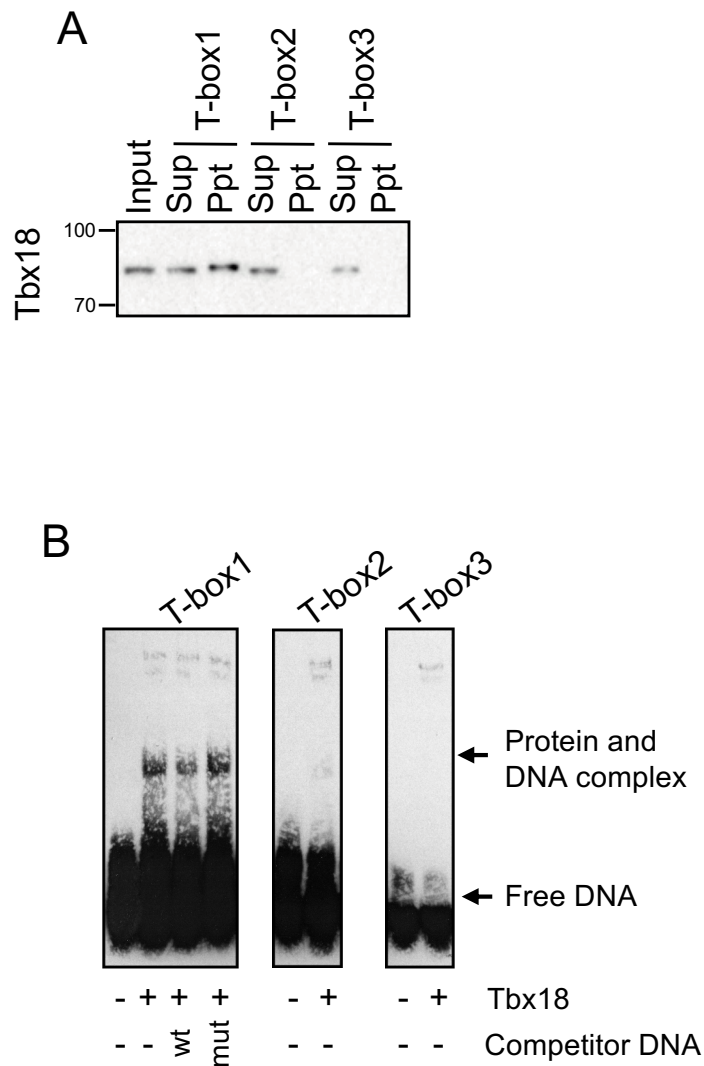 A
T-box1 T-box2 T-box3
Input Sup Ppt Sup Ppt Sup Ppt
Tbx18
100
70
B
T-box1 T-box2 T-box3
Protein and
DNA complex
Free DNA
- + + + - + - + Tbx18
- - wt mut - - - - Competitor DNA